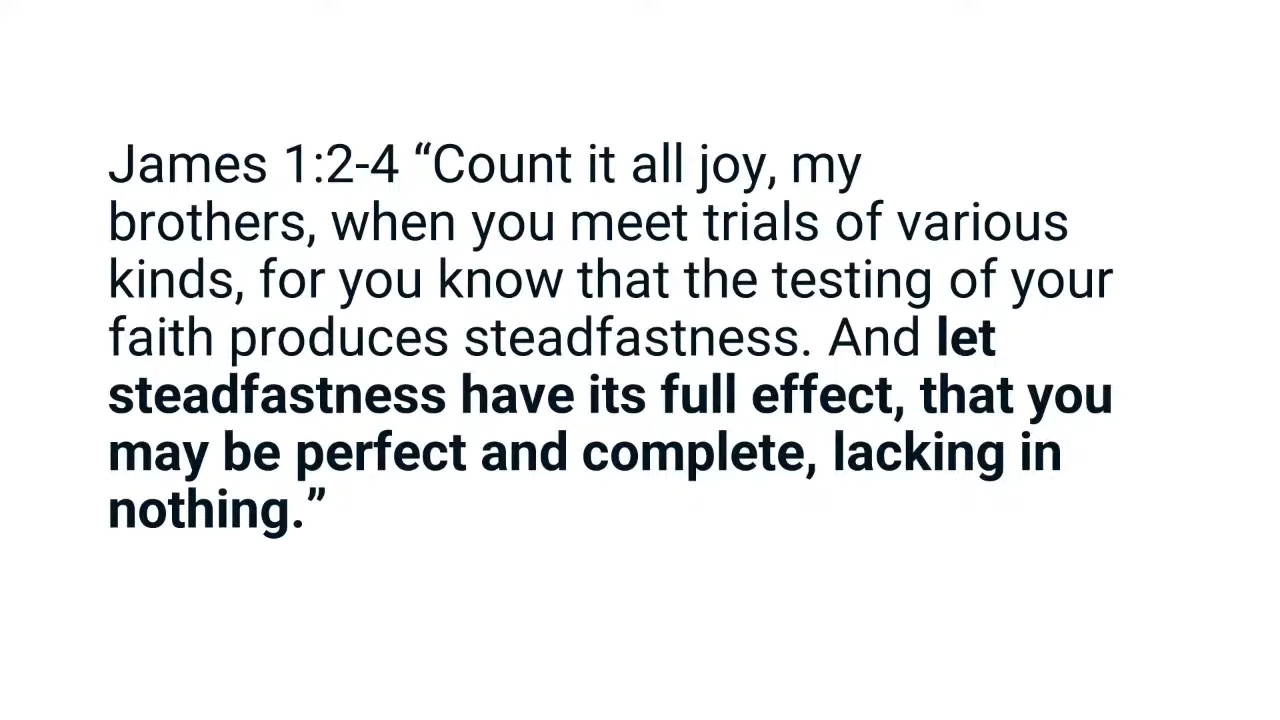 James 1:2-4 “Count it all joy, my
brothers, when you meet trials of various
kinds, for you know that the testing of your
faith produces steadfastness. And let
steadfastness have its full effect, that you
may be perfect and complete, lacking in
nothing.”